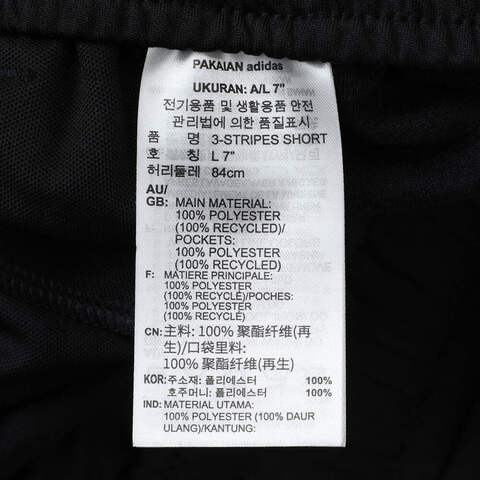 PAKAIAN adidas
UKURAN: A/L 7"
전기용품 및 생활용품 안전
관리법에 의한 품질표시
품 명 3-STRIPES SHORT
호 칭 L 7"
허리둘레 84cm
AU/
GB: MAIN MATERIAL:
100% POLYESTER
(100% RECYCLED)/
POCKETS:
100% POLYESTER
(100% RECYCLED)
F: MATIERE PRINCIPALE:
100% POLYESTER
(100% RECYCLÉ)/POCHES:
100% POLYESTER
(100% RECYCLÉ)
CN: 主料: 100% 聚酯纤维(再
生)/口袋里料:
100% 聚酯纤维(再生)
KOR: 주소재: 폴리에스터 100%
호주머니: 폴리에스터 100%
IND: MATERIAL UTAMA:
100% POLYESTER (100% DAUR
ULANG)/KANTUNG: